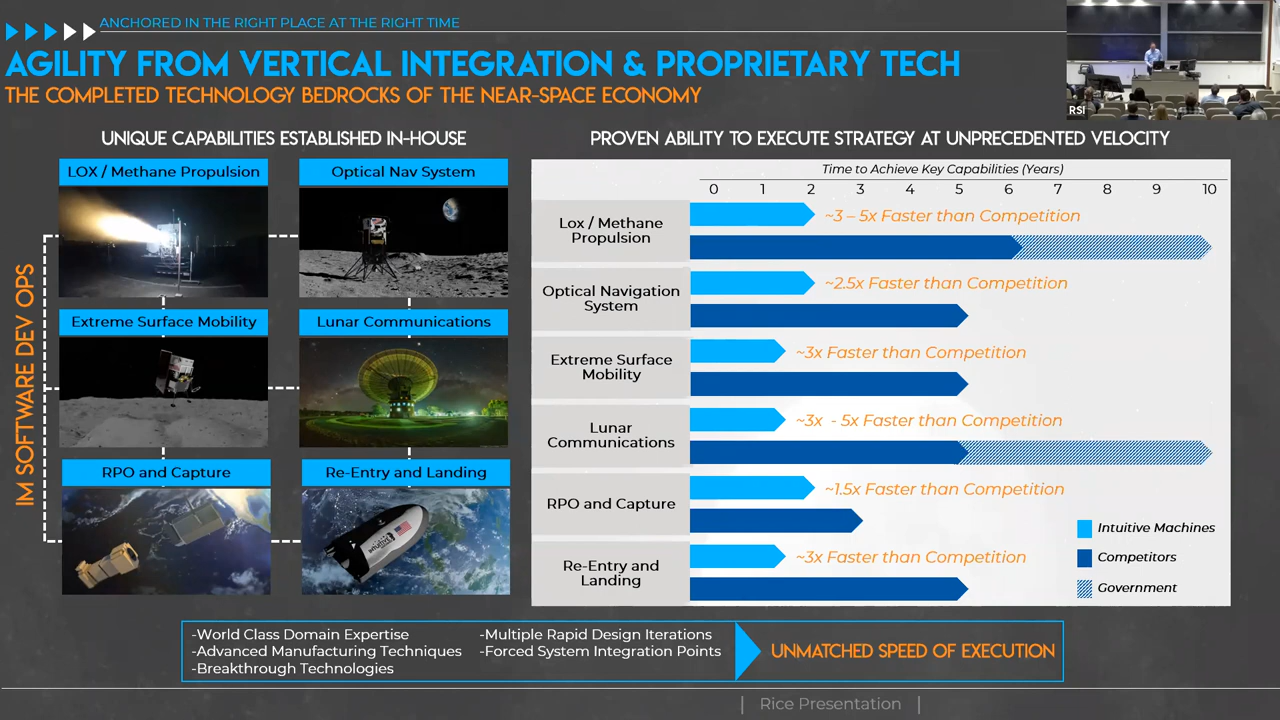 ANCHORED IN THE RIGHT PLACE AT THE RIGHT TIME
AGILITY FROM VERTICAL INTEGRATION & PROPRIETARY TECH
THE COMPLETED TECHNOLOGY BEDROCKS OF THE NEAR-SPACE ECONOMY
RSI
UNIQUE CAPABILITIES ESTABLISHED IN-HOUSE
IM SOFTWARE DEV OPS
LOX / Methane Propulsion
Optical Nav System
Extreme Surface Mobility
Lunar Communications
RPO and Capture
Re-Entry and Landing
PROVEN ABILITY TO EXECUTE STRATEGY AT UNPRECEDENTED VELOCITY
Time to Achieve Key Capabilities (Years)
0 1 2 3 4 5 6 7 8 9 10
Lox / Methane
Propulsion
~3 – 5x Faster than Competition
Optical Navigation
System
~2.5x Faster than Competition
Extreme Surface
Mobility
~3x Faster than Competition
Lunar
Communications
~3x - 5x Faster than Competition
RPO and Capture
~1.5x Faster than Competition
Re-Entry and
Landing
~3x Faster than Competition
Intuitive Machines
Competitors
Government
-World Class Domain Expertise
-Advanced Manufacturing Techniques
-Breakthrough Technologies
-Multiple Rapid Design Iterations
-Forced System Integration Points
UNMATCHED SPEED OF EXECUTION
| Rice Presentation |